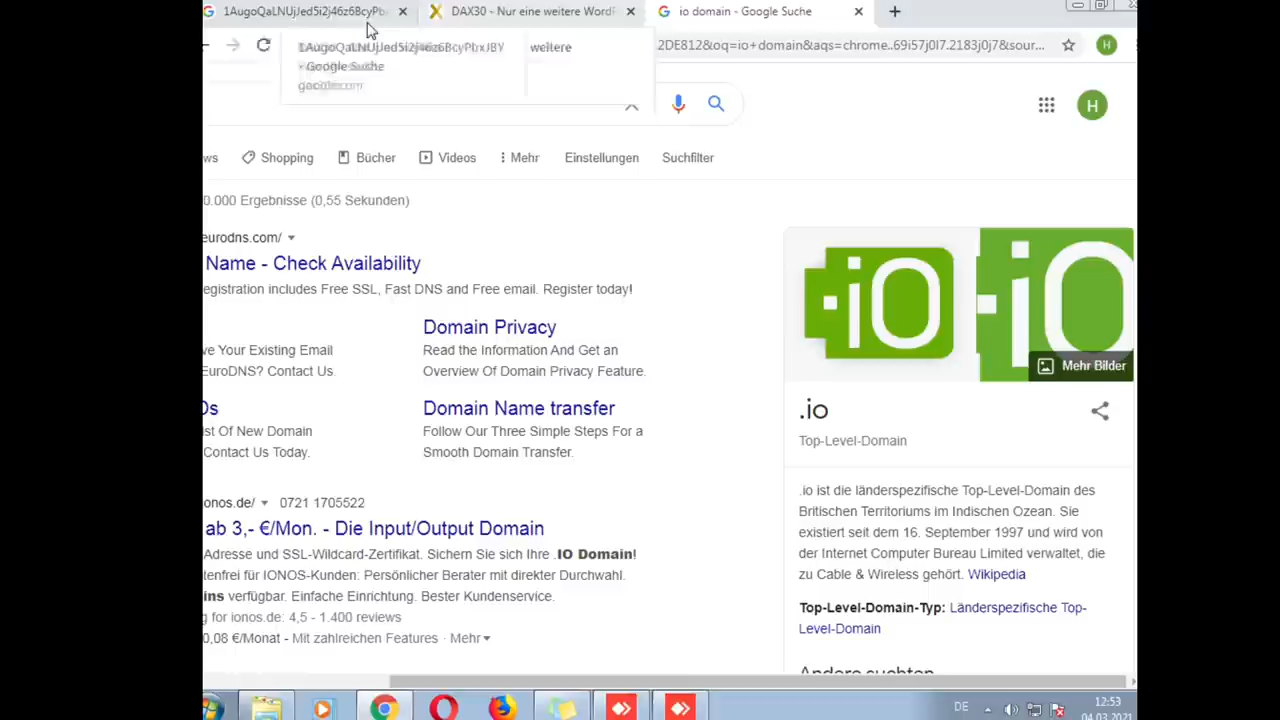 1AugoQaLNUjJed5i2j46z68cyPb
DAX30 - Nur eine weitere WordP
io domain - Google Suche
weitere
- Google Suche
2DE812&oq=io+domain&aqs=chrome..69i57j0l7.2183j0j7&sour...
H
H
ws
Shopping
Bücher
Videos
Mehr
Einstellungen
Suchfilter
0.000 Ergebnisse (0,55 Sekunden)
eurodns.com/
Name - Check Availability
egistration includes Free SSL, Fast DNS and Free email. Register today!
Domain Privacy
ve Your Existing Email
Read the Information And Get an
EuroDNS? Contact Us.
Overview Of Domain Privacy Feature.
Ds
Domain Name transfer
ist Of New Domain
Follow Our Three Simple Steps For a
Contact Us Today.
Smooth Domain Transfer.
ionos.de/ 0721 1705522
ab 3,- €/Mon. - Die Input/Output Domain
Adresse und SSL-Wildcard-Zertifikat. Sichern Sie sich Ihre .IO Domain!
tenfrei für IONOS-Kunden: Persönlicher Berater mit direkter Durchwahl.
ins verfügbar. Einfache Einrichtung. Bester Kundenservice.
g for ionos.de: 4,5 - 1.400 reviews
0,08 €/Monat - Mit zahlreichen Features · Mehr
.iO
.iO
Mehr Bilder
.io
Top-Level-Domain
.io ist die länderspezifische Top-Level-Domain des
Britischen Territoriums im Indischen Ozean. Sie
existiert seit dem 16. September 1997 und wird von
der Internet Computer Bureau Limited verwaltet, die
zu Cable & Wireless gehört. Wikipedia
Top-Level-Domain-Typ: Länderspezifische Top-
Level-Domain
Andere suchten
DE
12:53
04.03.2021